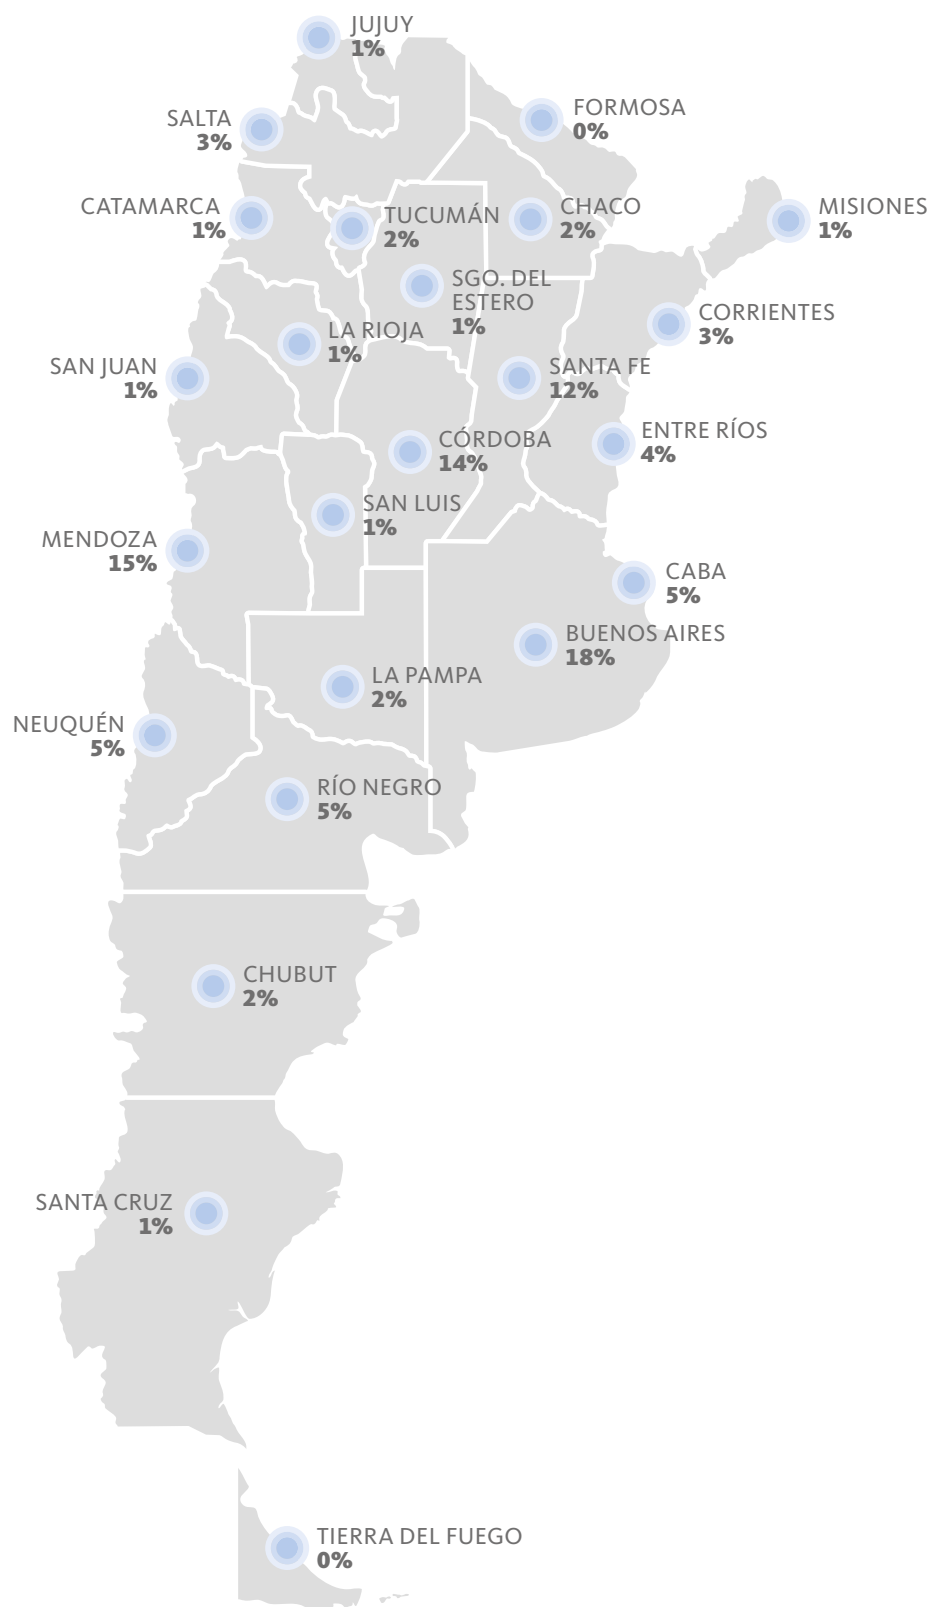 JUJUY
1%
FORMOSA
0%
SALTA
3%
CATAMARCA
1%
TUCUMÁN
2%
CHACO
2%
MISIONES
1%
SGO. DEL
ESTERO
1%
CORRIENTES
3%
LA RIOJA
1%
SAN JUAN
1%
SANTA FE
12%
ENTRE RÍOS
4%
CÓRDOBA
14%
SAN LUIS
1%
MENDOZA
15%
CABA
5%
BUENOS AIRES
18%
LA PAMPA
2%
NEUQUÉN
5%
RÍO NEGRO
5%
CHUBUT
2%
SANTA CRUZ
1%
TIERRA DEL FUEGO
0%